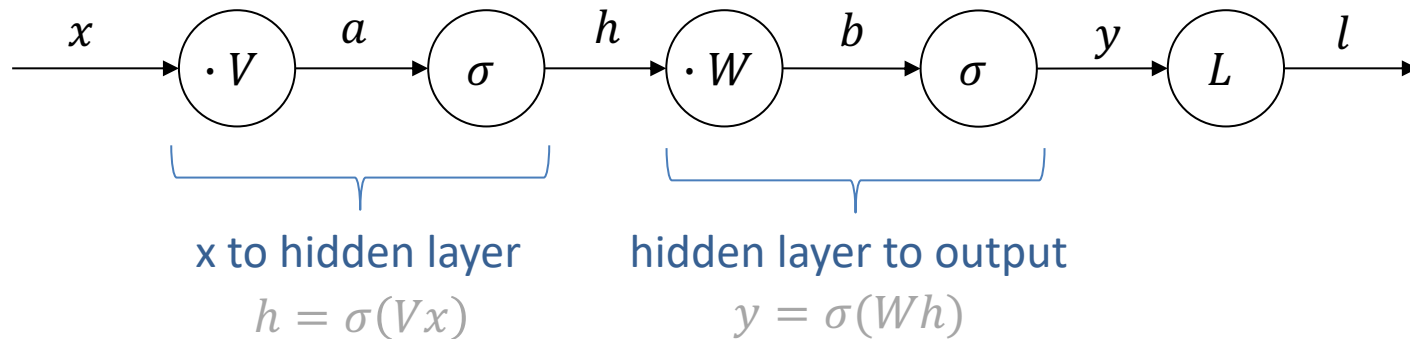 x a h b y l
· V σ · W σ L
x to hidden layer hidden layer to output
h = σ(Vx) y = σ(Wh)